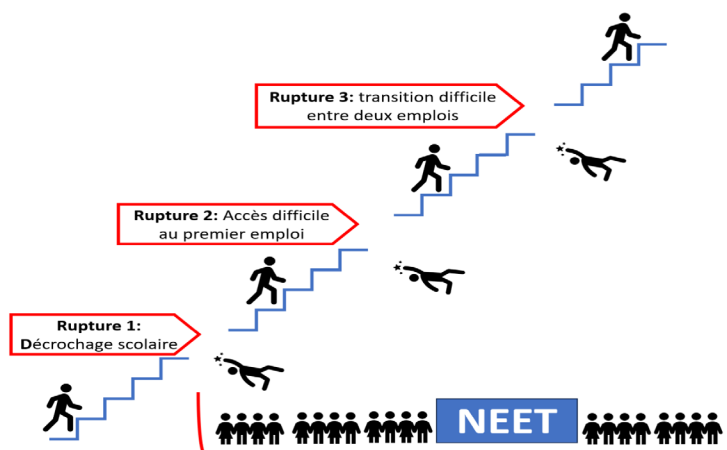 Rupture 3: transition difficile
entre deux emplois
Rupture 2: Accès difficile
au premier emploi
Rupture 1:
Décrochage scolaire
NEET